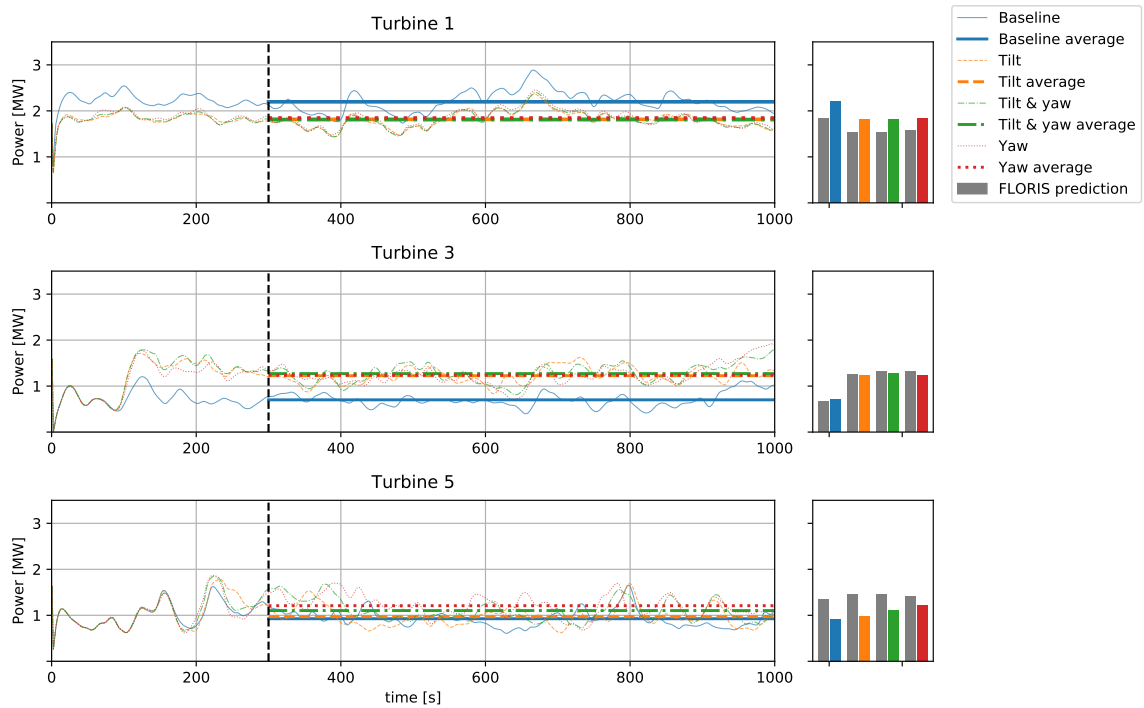 Turbine 1
Power [MW]
3
2
1
0
200
400
600
800
1000
Baseline
Baseline average
Tilt
Tilt average
Tilt & yaw
Tilt & yaw average
Yaw
Yaw average
FLORIS prediction
Turbine 3
Power [MW]
3
2
1
0
200
400
600
800
1000
Turbine 5
Power [MW]
3
2
1
0
200
400
600
800
1000
time [s]